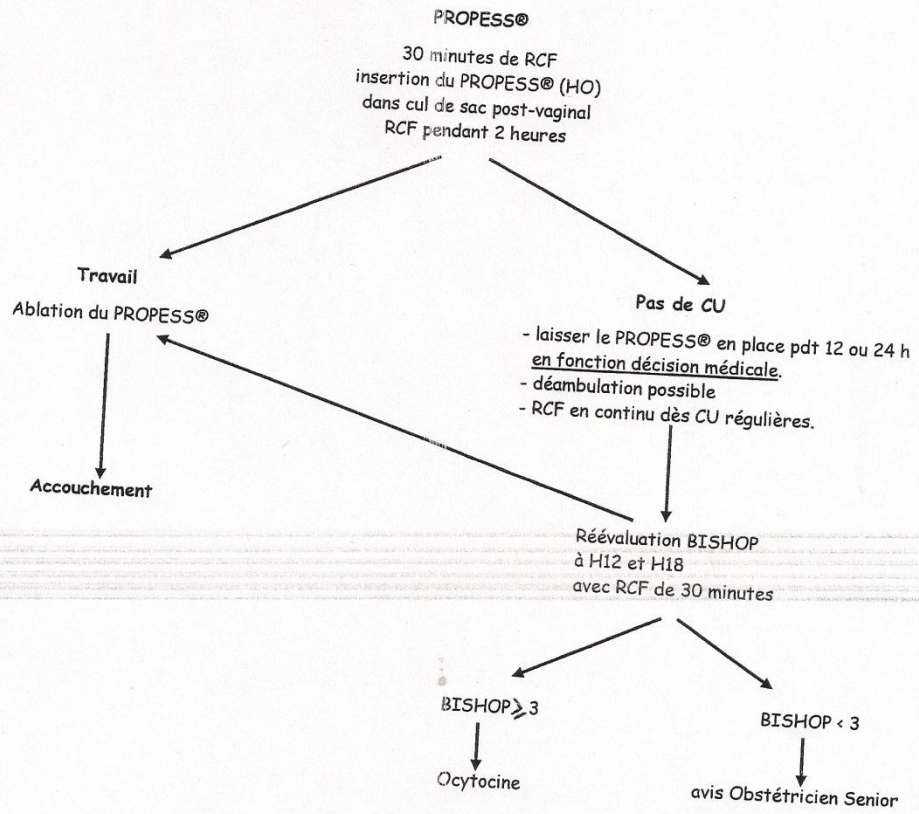 PROPESS®
30 minutes de RCF
insertion du PROPESS® (HO)
dans cul de sac post-vaginal
RCF pendant 2 heures
Travail
Ablation du PROPESS®
Accouchement
Pas de CU
- laisser le PROPESS® en place pdt 12 ou 24 h
en fonction décision médicale.
- déambulation possible
- RCF en continu dès CU régulières.
Réévaluation BISHOP
à H12 et H18
avec RCF de 30 minutes
BISHOP ⩾ 3
Ocytocine
BISHOP < 3
avis Obstétricien Senior